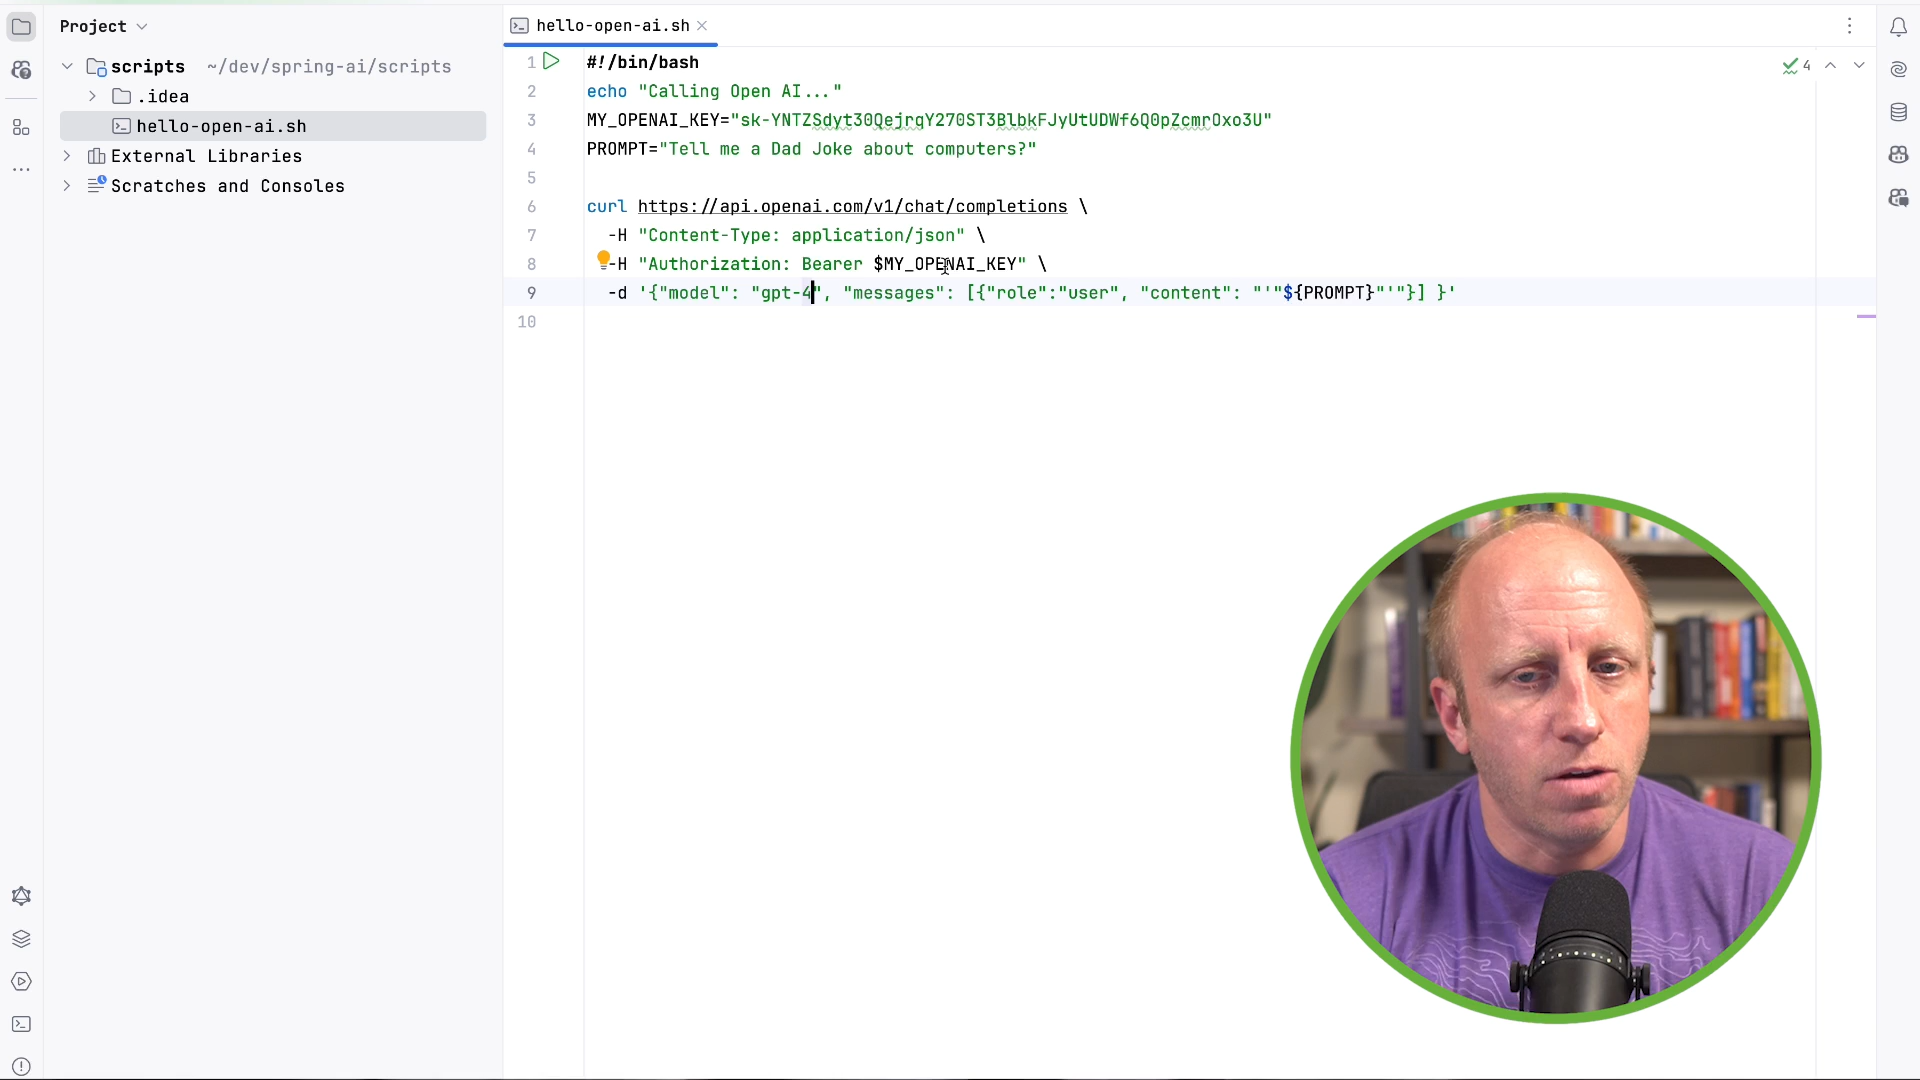 Project
hello-open-ai.sh
scripts ~/dev/spring-ai/scripts
.idea
hello-open-ai.sh
External Libraries
Scratches and Consoles
4
1 #!/bin/bash
2 echo "Calling Open AI..."
3 MY_OPENAI_KEY=
4 PROMPT="Tell me a Dad Joke about computers?"
5
6 curl https://api.openai.com/v1/chat/completions \
7 -H "Content-Type: application/json" \
8 -H "Authorization: Bearer $MY_OPENAI_KEY" \
9 -d '{"model": "gpt-4", "messages": [{"role":"user", "content": "'"${PROMPT}"'"}] }'
10